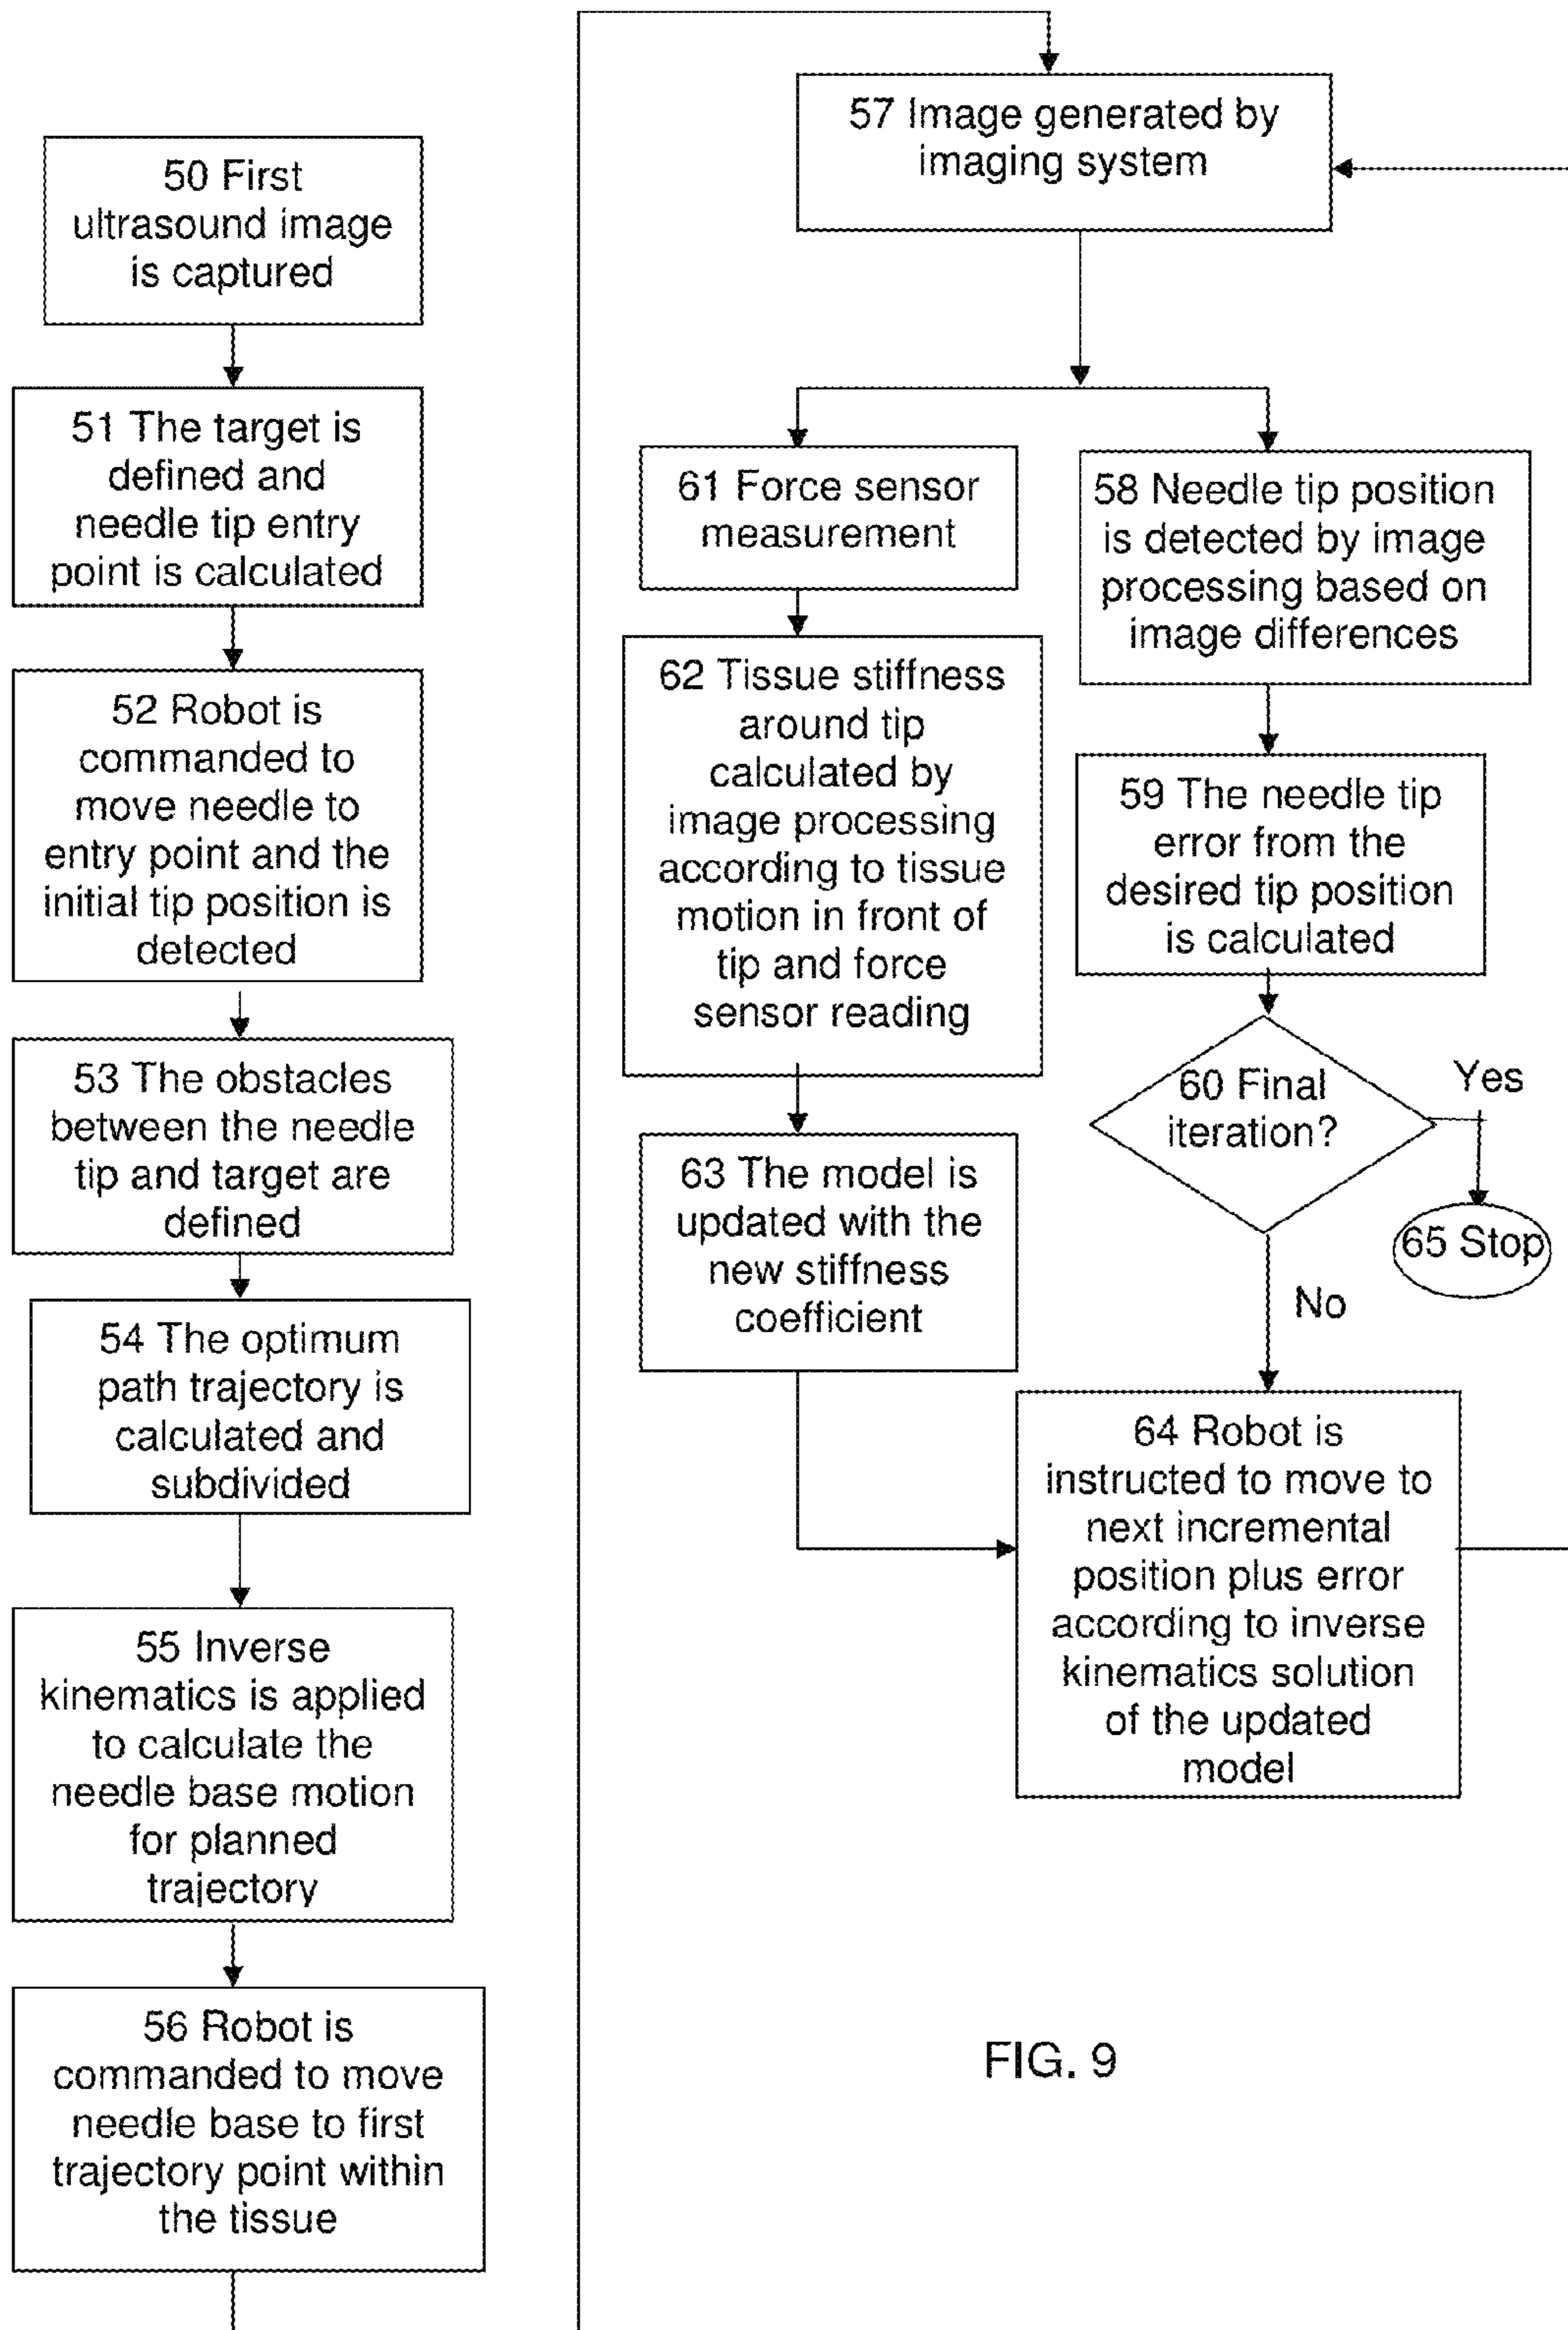 50 First
ultrasound image
is captured
51 The target is
defined and
needle tip entry
point is calculated
52 Robot is
commanded to
move needle to
entry point and the
initial tip position is
detected
53 The obstacles
between the needle
tip and target are
defined
54 The optimum
path trajectory is
calculated and
subdivided
55 Inverse
kinematics is applied
to calculate the
needle base motion
for planned
trajectory
56 Robot is
commanded to move
needle base to first
trajectory point within
the tissue
57 Image generated by
imaging system
61 Force sensor
measurement
62 Tissue stiffness
around tip
calculated by
image processing
according to tissue
motion in front of
tip and force
sensor reading
63 The model is
updated with the
new stiffness
coefficient
58 Needle tip position
is detected by image
processing based on
image differences
59 The needle tip
error from the
desired tip position
is calculated
60 Final
iteration?
Yes
65 Stop
No
64 Robot is
instructed to move to
next incremental
position plus error
according to inverse
kinematics solution
of the updated
model
FIG. 9